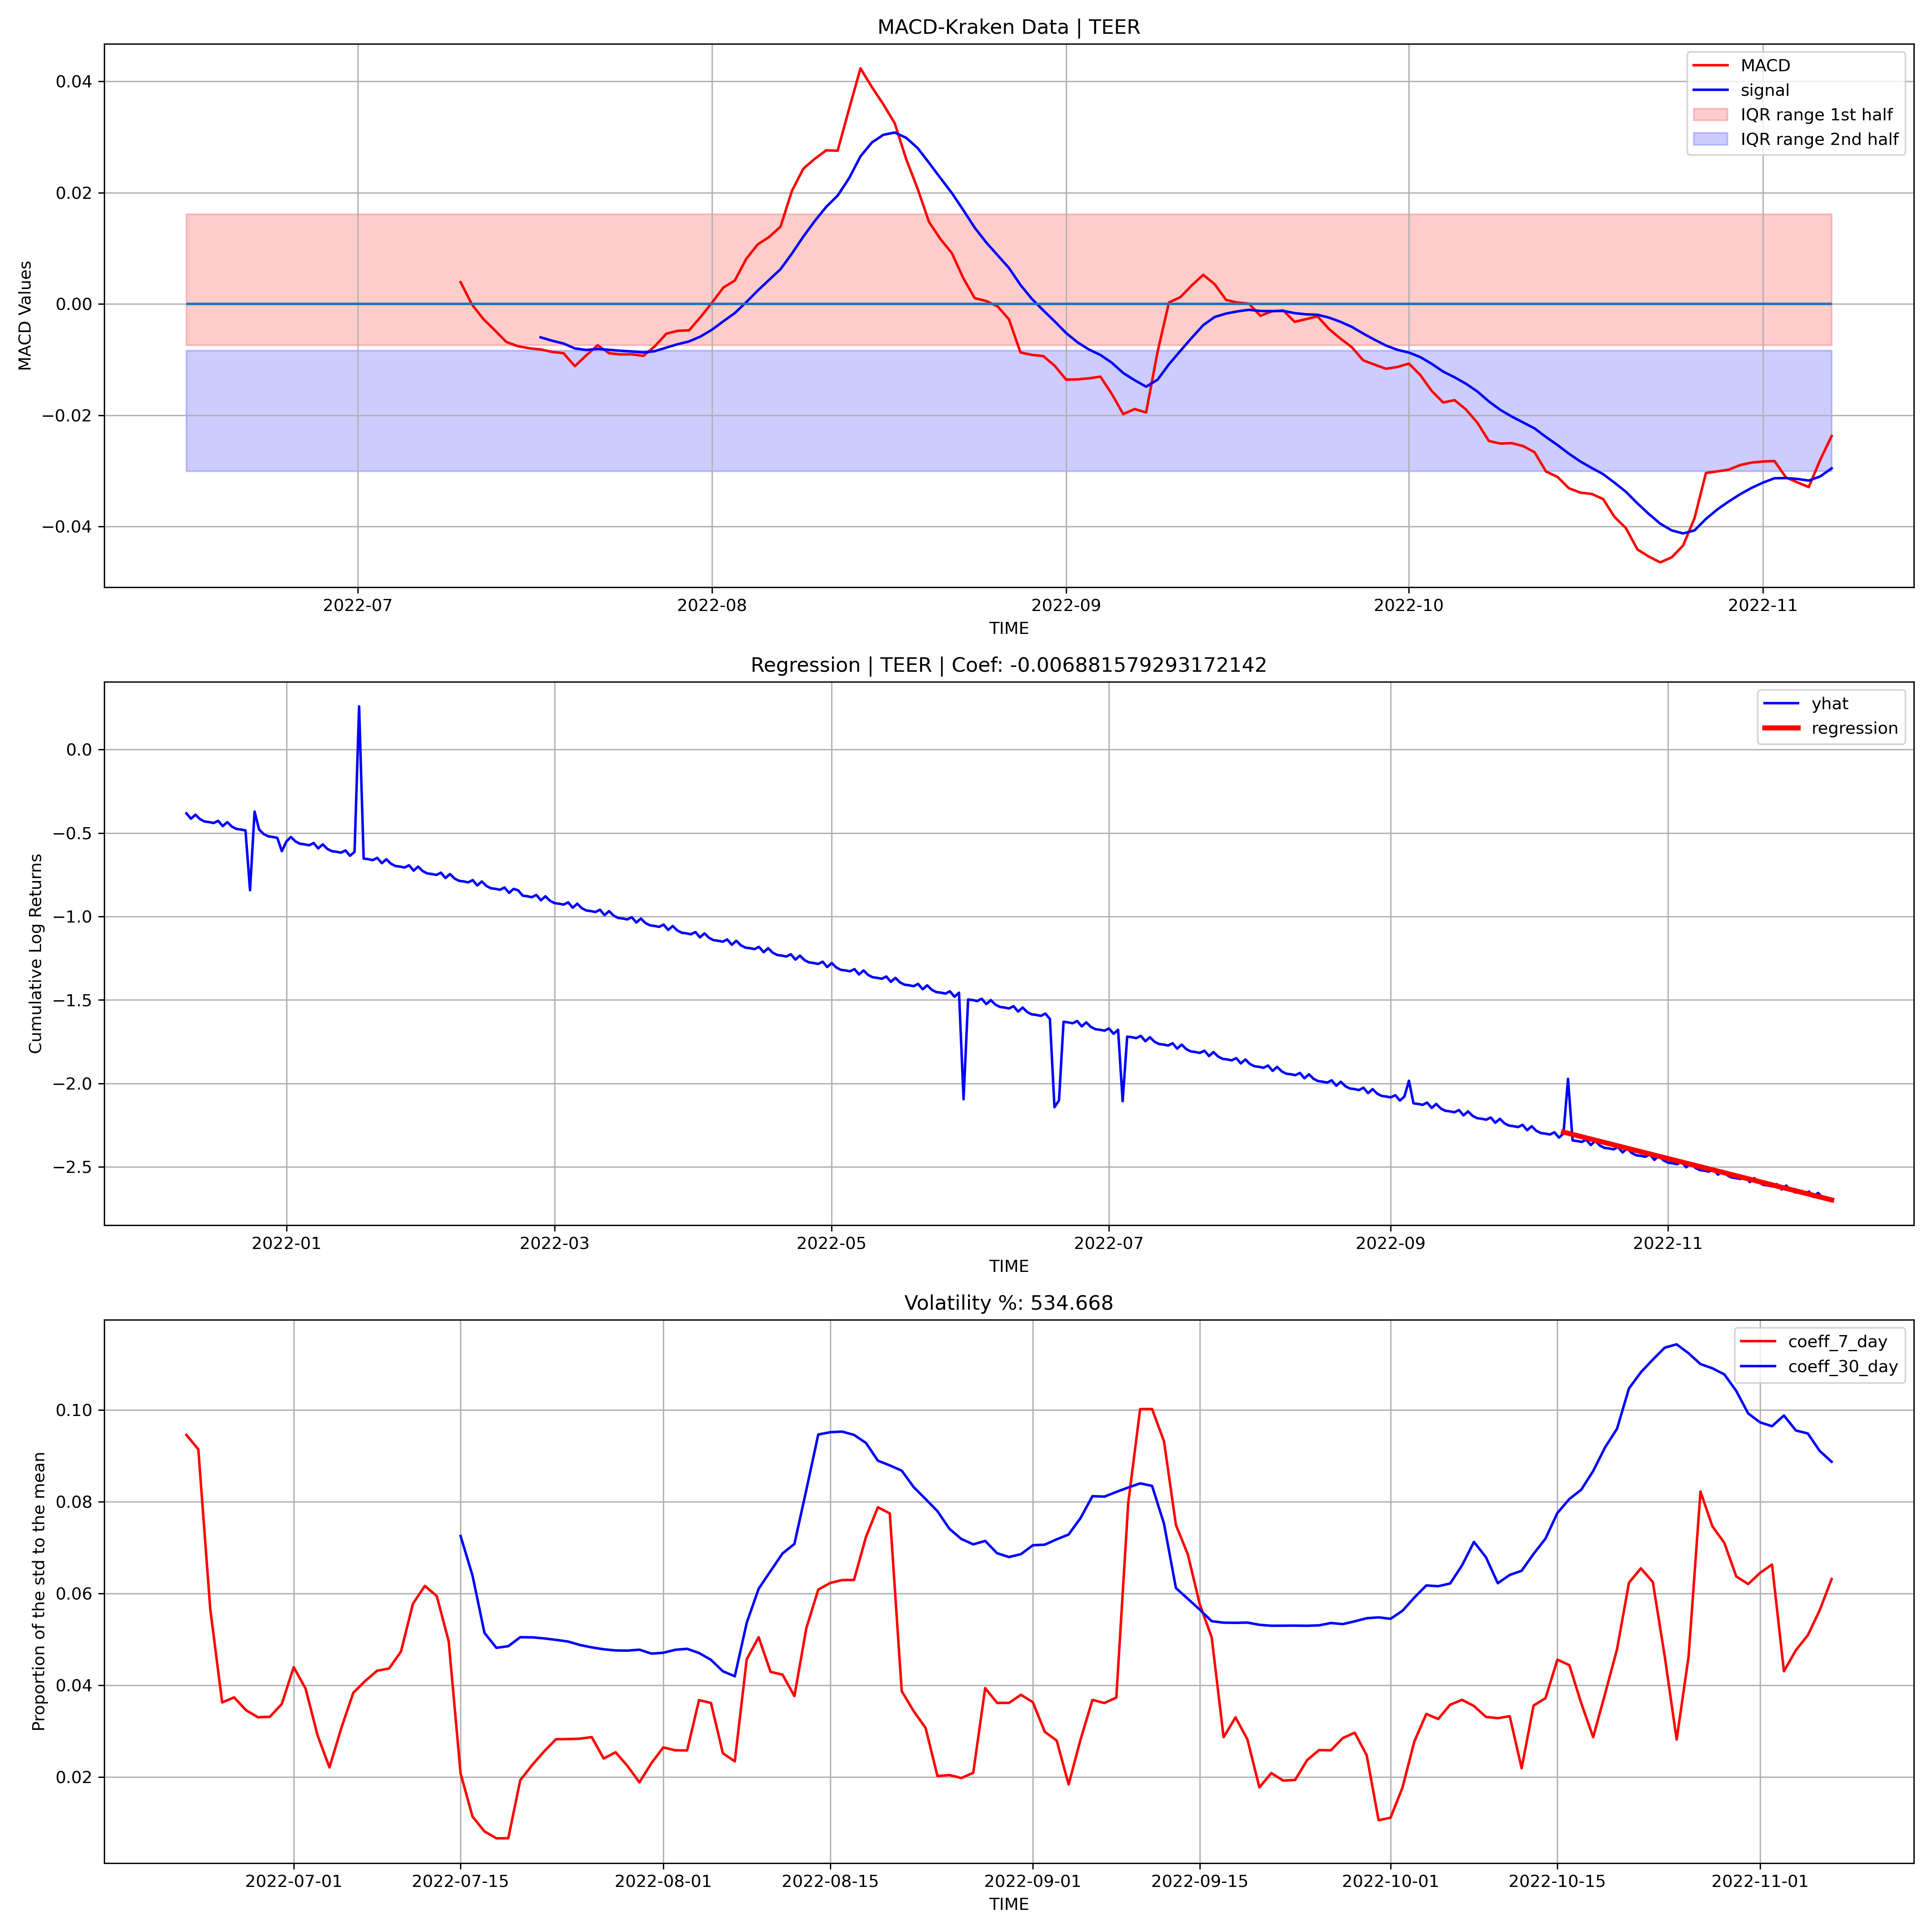 MACD-Kraken Data | TEER
MACD Values
0.04
0.02
0.00
−0.02
−0.04
MACD
signal
IQR range 1st half
IQR range 2nd half
2022-07 2022-08 2022-09 2022-10 2022-11
TIME
Regression | TEER | Coef: -0.006881579293172142
Cumulative Log Returns
0.0
−0.5
−1.0
−1.5
−2.0
−2.5
yhat
regression
2022-01 2022-03 2022-05 2022-07 2022-09 2022-11
TIME
Volatility %: 534.668
Proportion of the std to the mean
0.10
0.08
0.06
0.04
0.02
coeff_7_day
coeff_30_day
2022-07-01 2022-07-15 2022-08-01 2022-08-15 2022-09-01 2022-09-15 2022-10-01 2022-10-15 2022-11-01
TIME